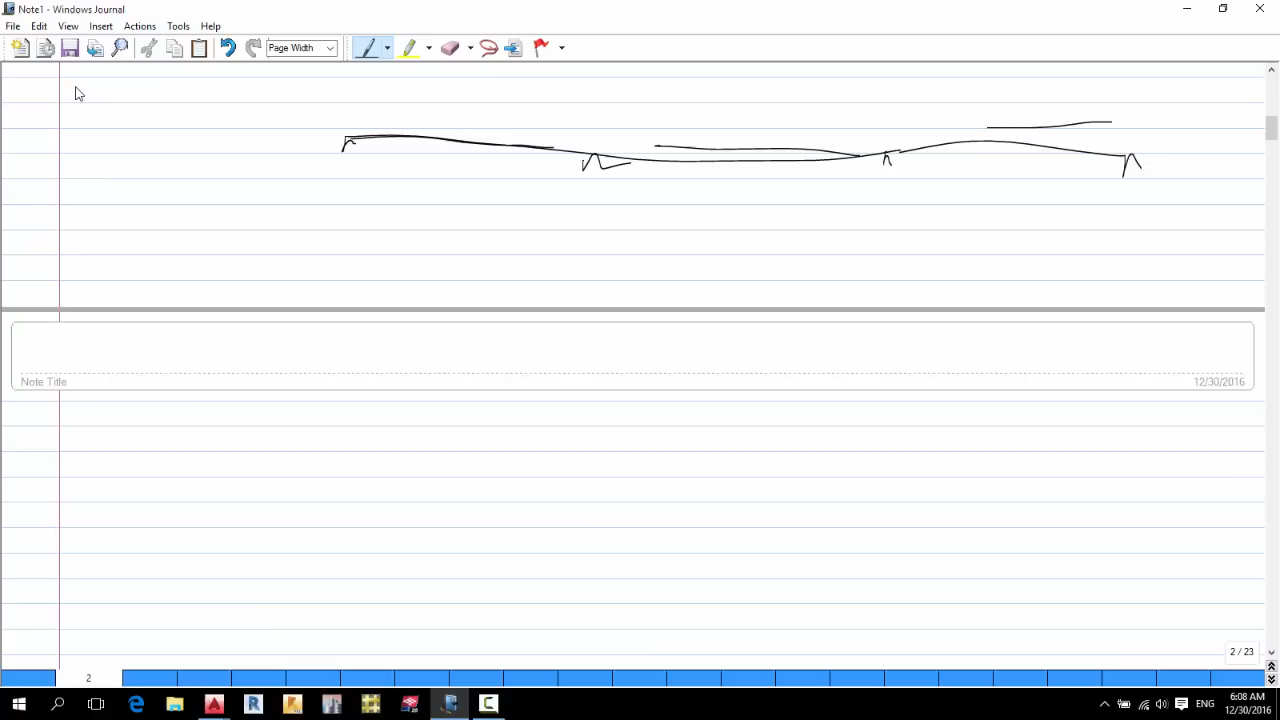 Note1 - Windows Journal
File Edit View Insert Actions Tools Help
Page Width
Note Title
12/30/2016
2 / 23
2
6:08 AM
ENG
12/30/2016